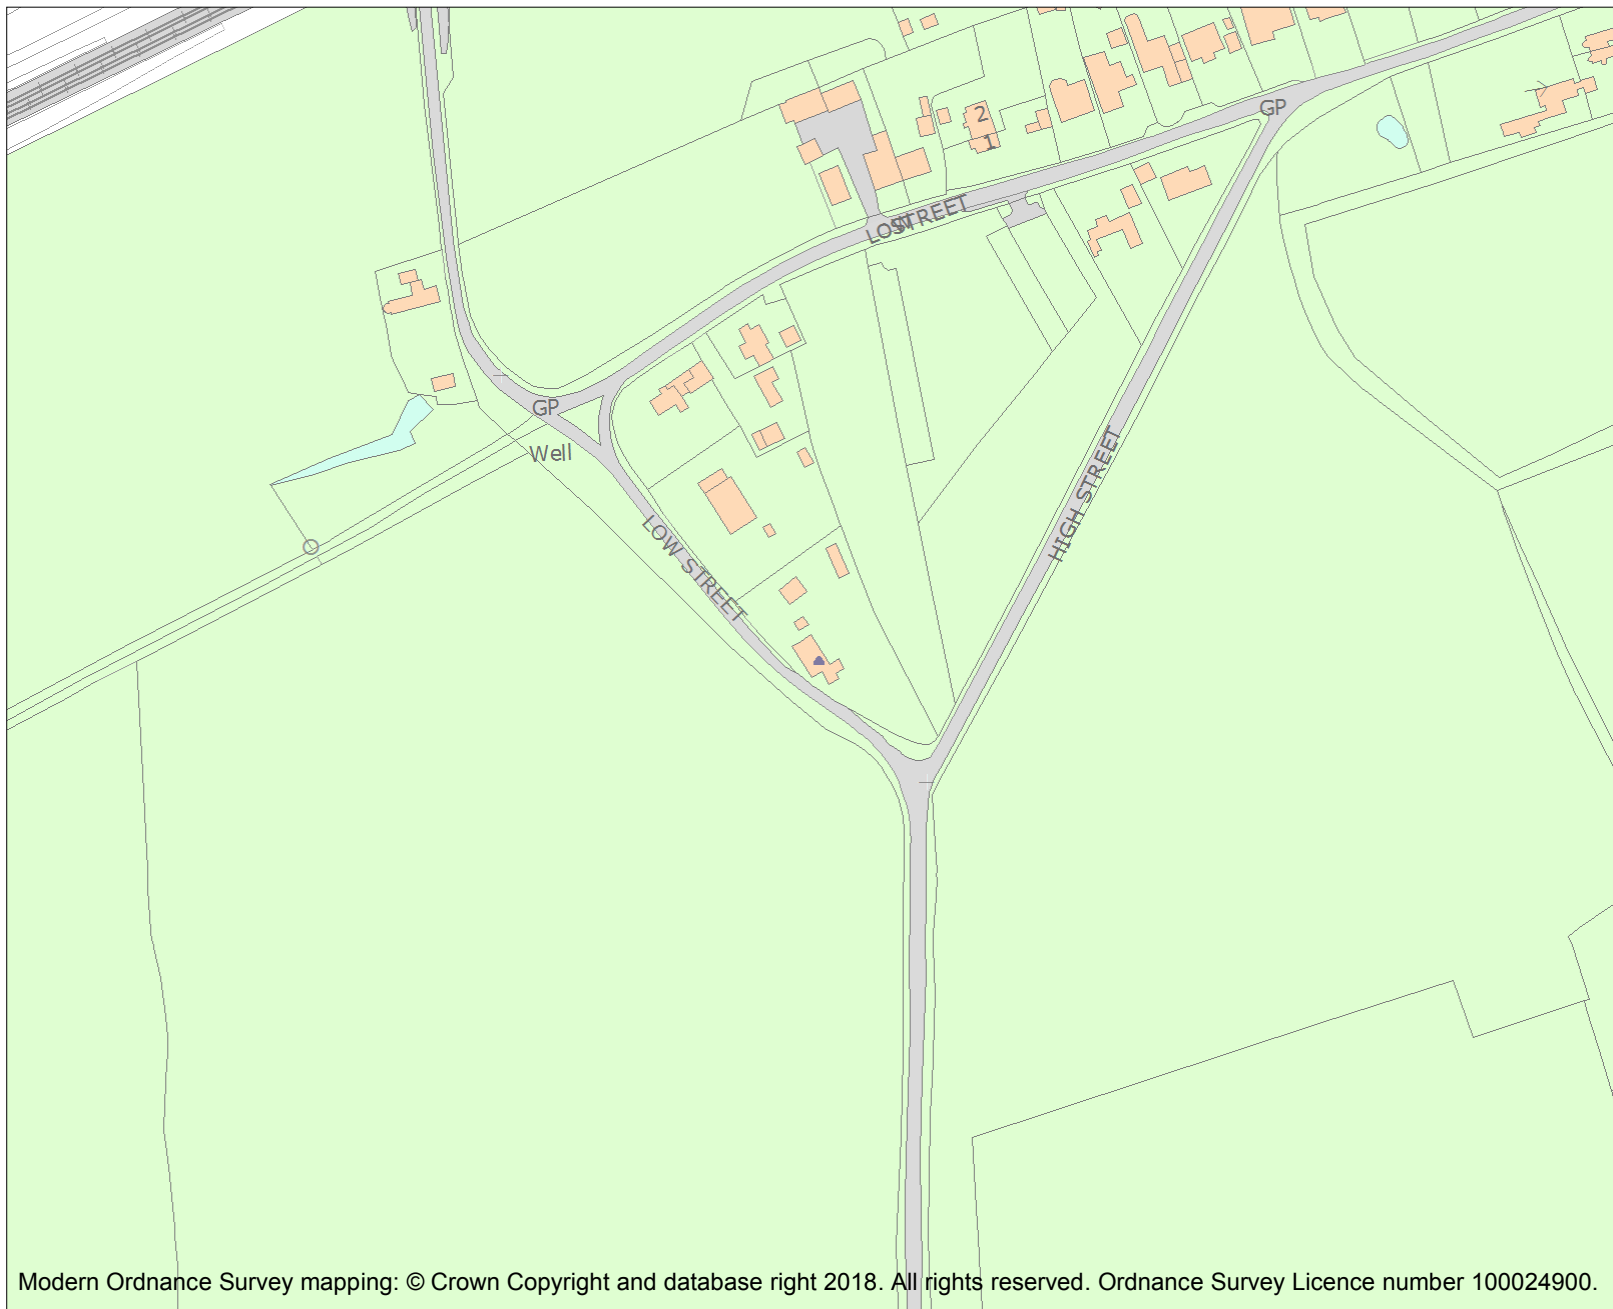 2
1
GP
LOW STREET
GP
Well
HIGH STREET
LOW STREET
Modern Ordnance Survey mapping: © Crown Copyright and database right 2018. All rights reserved. Ordnance Survey Licence number 100024900.